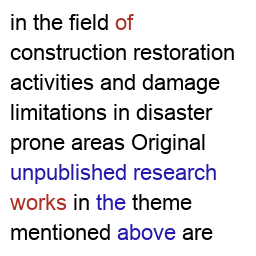 in the field of
construction restoration
activities and damage
limitations in disaster
prone areas Original
unpublished research
works in the theme
mentioned above are